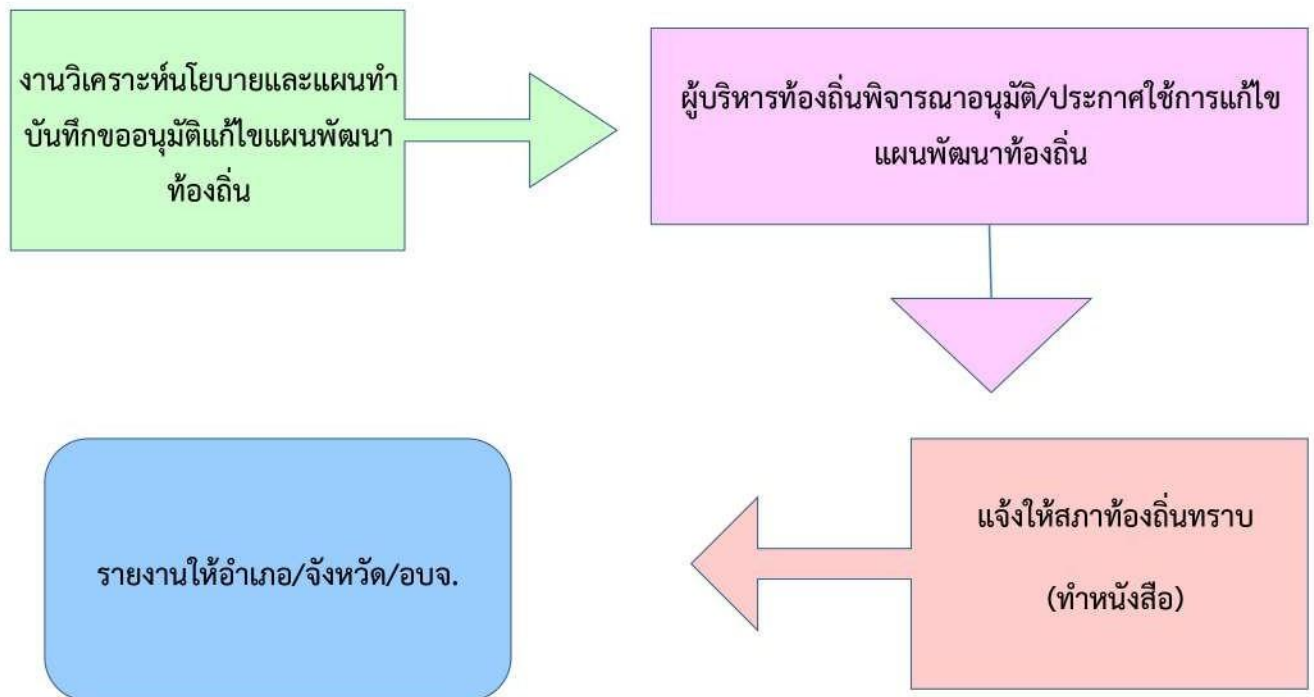 งานวิเคราะห์นโยบายและแผนทำ
บันทึกขออนุมัติแก้ไขแผนพัฒนา
ท้องถิ่น
ผู้บริหารท้องถิ่นพิจารณาอนุมัติ/ประกาศใช้การแก้ไข
แผนพัฒนาท้องถิ่น
แจ้งให้สภาท้องถิ่นทราบ
(ทำหนังสือ)
รายงานให้อำเภอ/จังหวัด/อบจ.